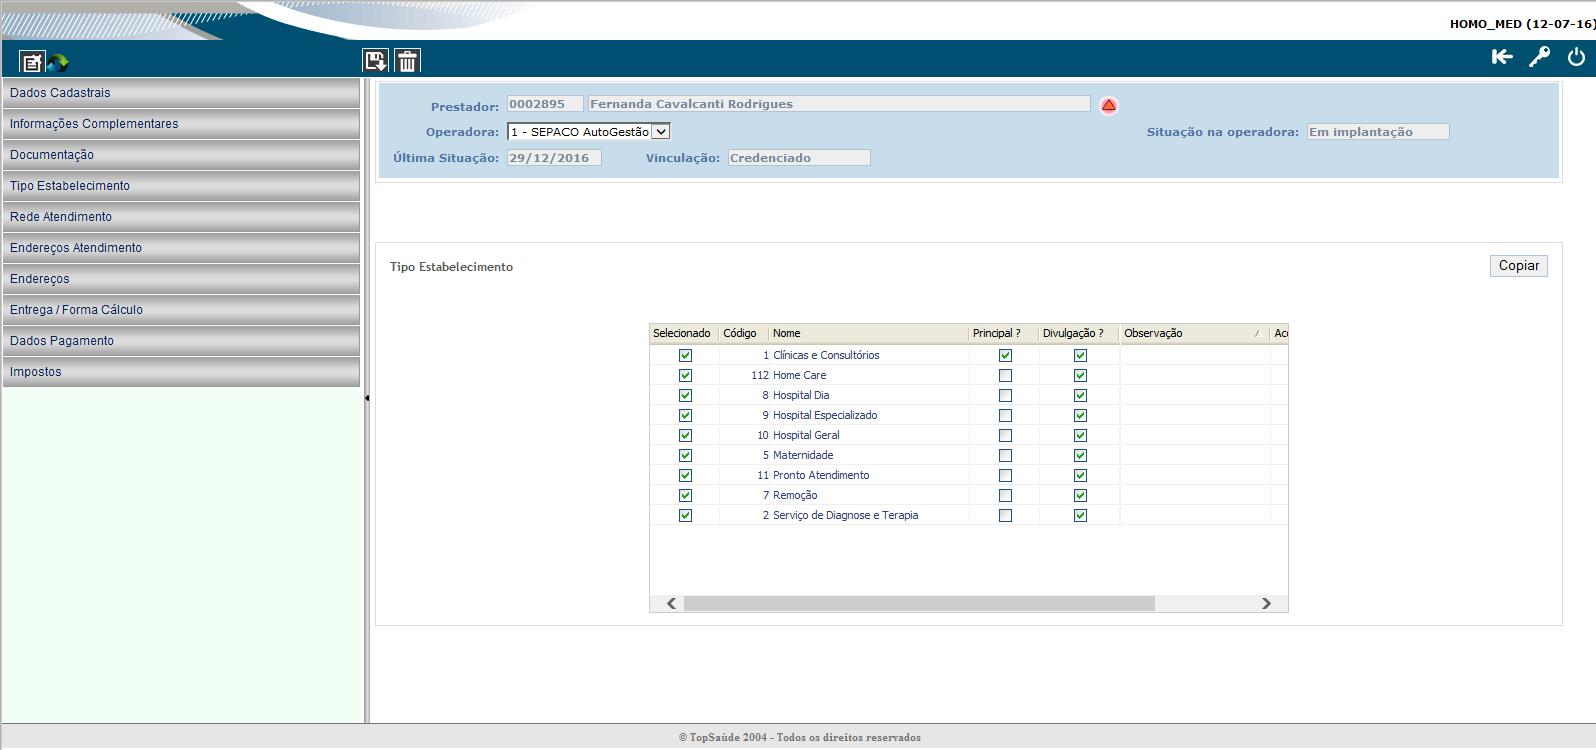 HOMO_MED (12-07-16)
Dados Cadastrais
Informações Complementares
Documentação
Tipo Estabelecimento
Rede Atendimento
Endereços Atendimento
Endereços
Entrega / Forma Cálculo
Dados Pagamento
Impostos
Prestador: 0002895 Fernanda Cavalcanti Rodrigues
Operadora: 1 - SEPACO AutoGestão Situação na operadora: Em implantação
Última Situação: 29/12/2016 Vinculação: Credenciado
Tipo Estabelecimento Copiar
Selecionado Código Nome Principal ? Divulgação ? Observação
1 Clínicas e Consultórios
112 Home Care
8 Hospital Dia
9 Hospital Especializado
10 Hospital Geral
5 Maternidade
11 Pronto Atendimento
7 Remoção
2 Serviço de Diagnose e Terapia
© TopSaúde 2004 - Todos os direitos reservados